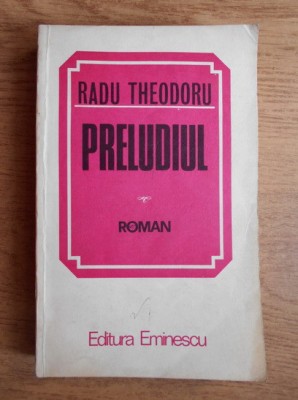 RADU THEODORU
PRELUDIUL
ROMAN
Editura Eminescu